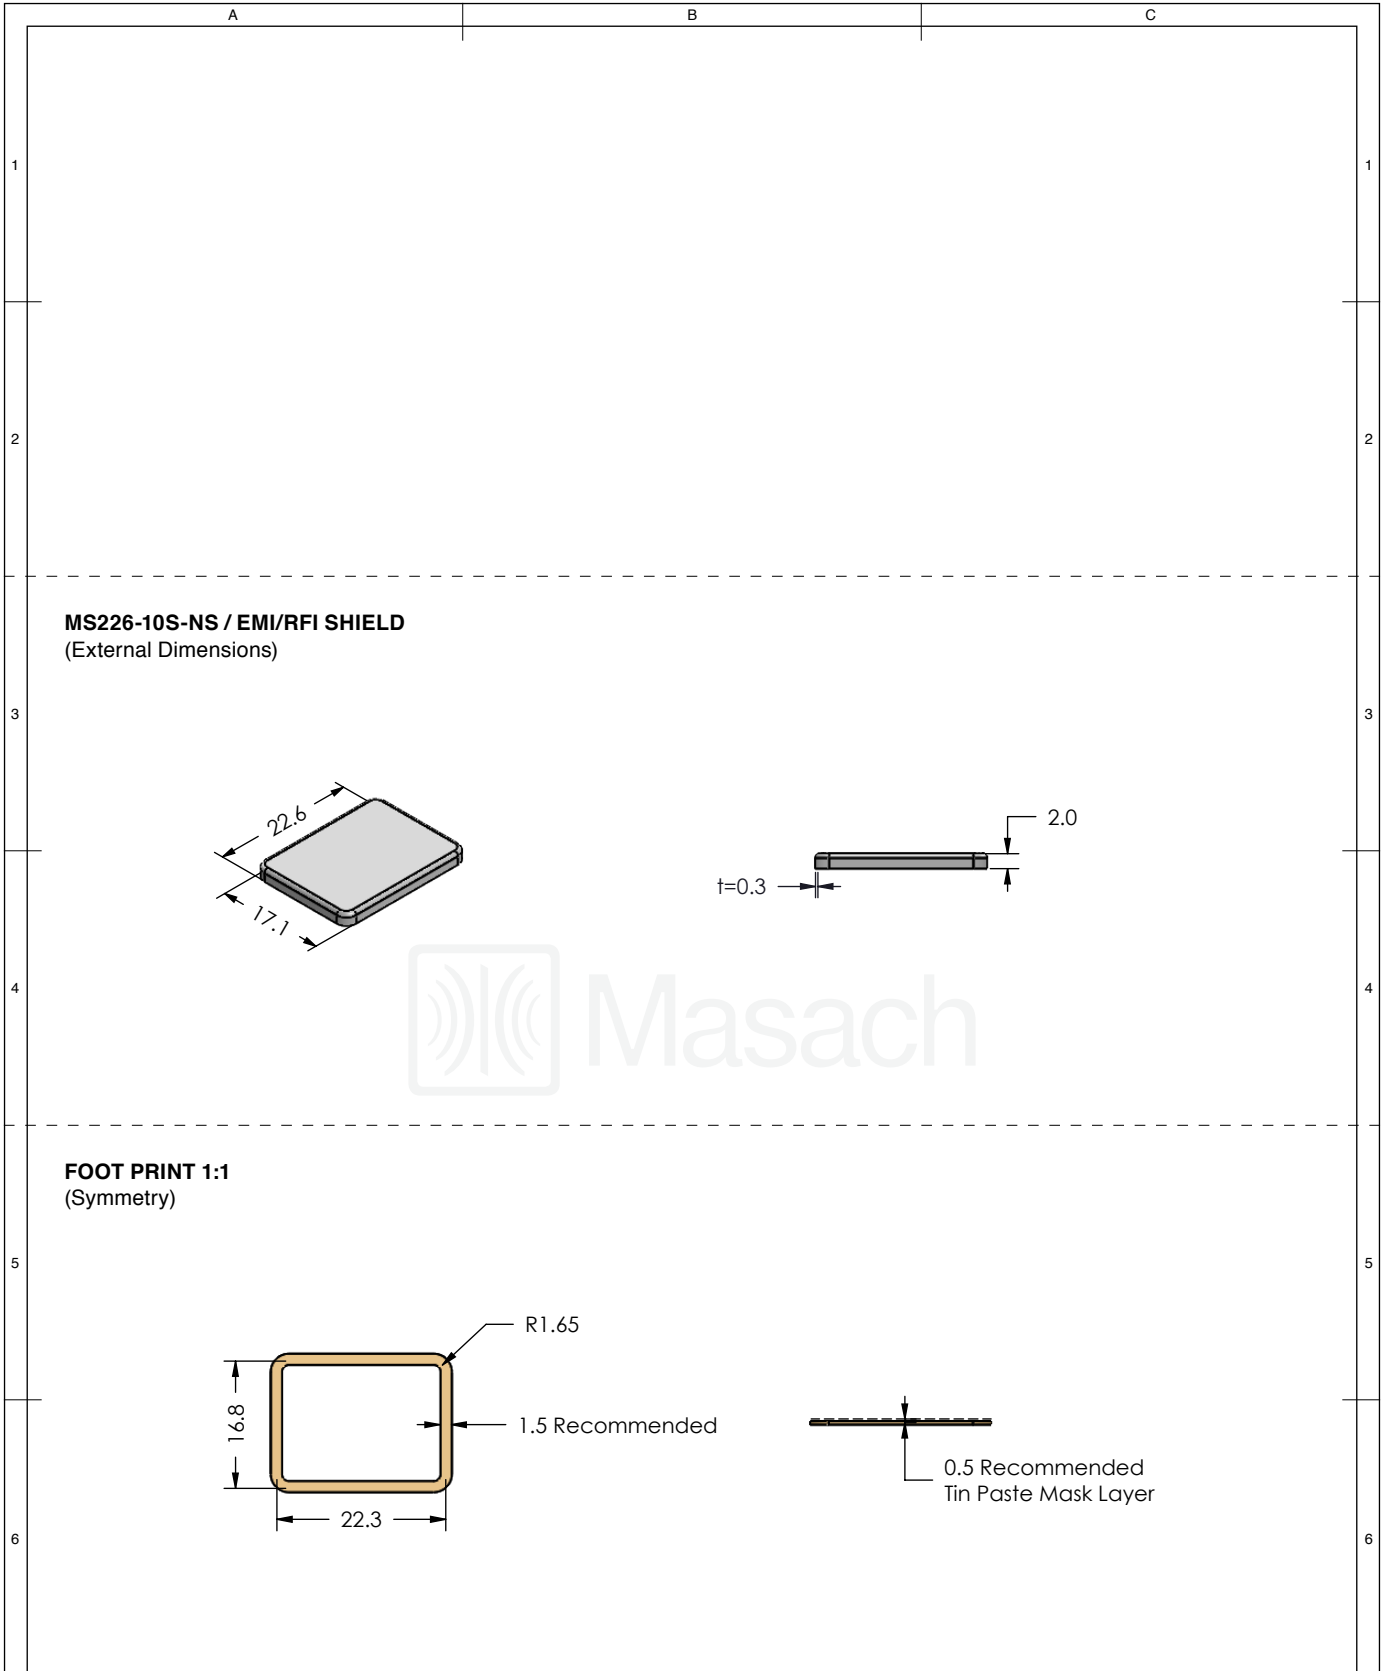 A B C
1 1
2 2
MS226-10S-NS / EMI/RFI SHIELD
(External Dimensions)
3 3
22.6
17.1
2.0
t=0.3
4 4
Masach
FOOT PRINT 1:1
(Symmetry)
5 5
R1.65
16.8
1.5 Recommended
22.3
0.5 Recommended
Tin Paste Mask Layer
6 6